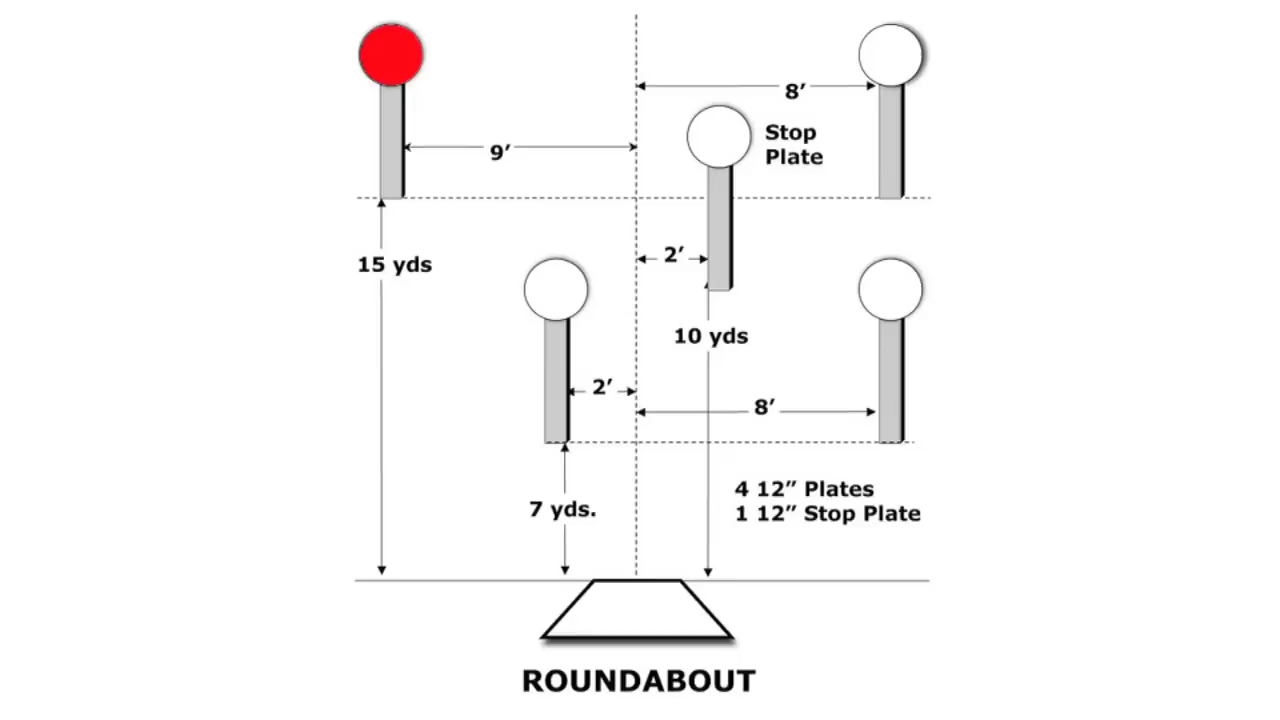 8’
Stop
Plate
9’
2’
15 yds
10 yds
2’
8’
4 12” Plates
1 12” Stop Plate
7 yds.
ROUNDABOUT